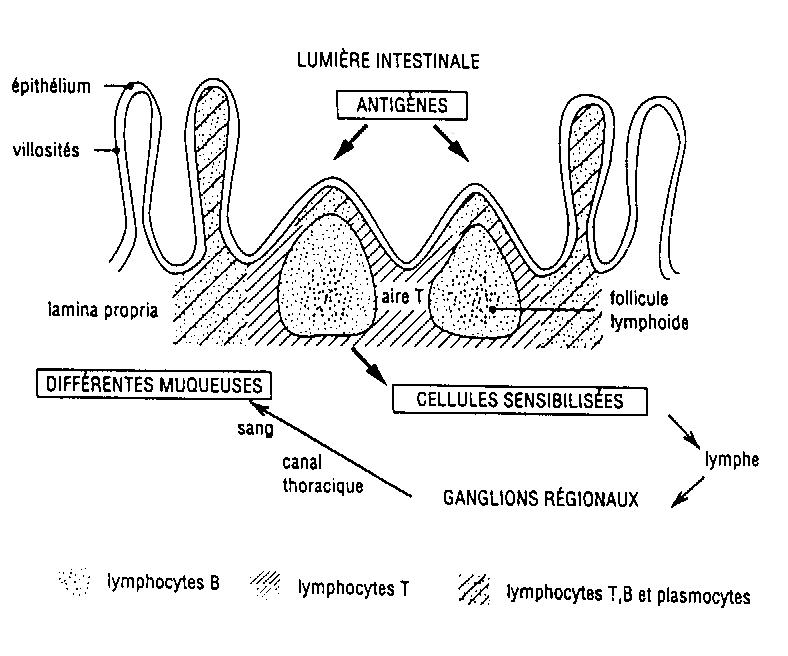 LUMIÈRE INTESTINALE
ANTIGÈNES
épithélium
villosités
lamina propria
aire T
follicule
lymphoide
DIFFÉRENTES MUQUEUSES
CELLULES SENSIBILISÉES
sang
canal
thoracique
lymphe
GANGLIONS RÉGIONAUX
lymphocytes B
lymphocytes T
lymphocytes T,B et plasmocytes